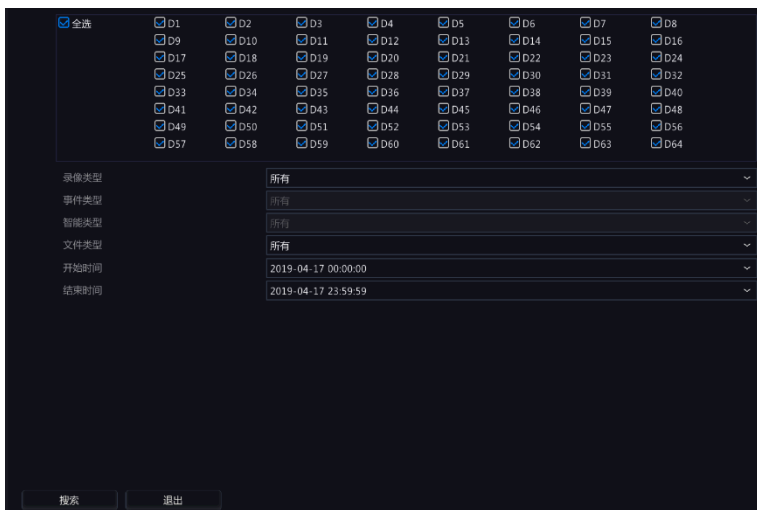 全选 D1 D2 D3 D4 D5 D6 D7 D8
D9 D10 D11 D12 D13 D14 D15 D16
D17 D18 D19 D20 D21 D22 D23 D24
D25 D26 D27 D28 D29 D30 D31 D32
D33 D34 D35 D36 D37 D38 D39 D40
D41 D42 D43 D44 D45 D46 D47 D48
D49 D50 D51 D52 D53 D54 D55 D56
D57 D58 D59 D60 D61 D62 D63 D64
录像类型 所有
事件类型 所有
智能类型 所有
文件类型 所有
开始时间 2019-04-17 00:00:00
结束时间 2019-04-17 23:59:59
搜索 退出